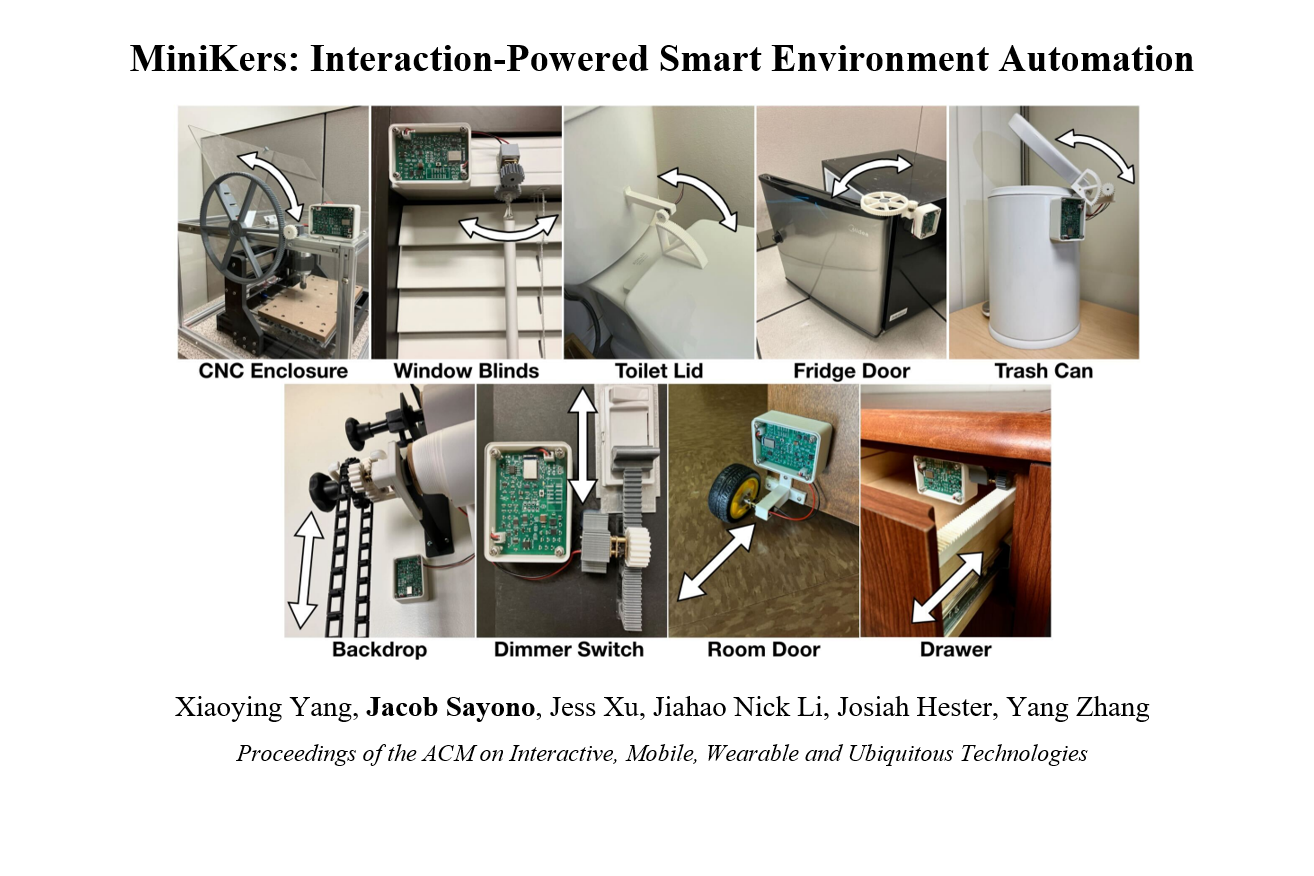 MiniKers: Interaction-Powered Smart Environment Automation
CNC Enclosure
Window Blinds
Toilet Lid
Fridge Door
Trash Can
Backdrop
Dimmer Switch
Room Door
Drawer
Xiaoying Yang, Jacob Sayono, Jess Xu, Jiahao Nick Li, Josiah Hester, Yang Zhang
Proceedings of the ACM on Interactive, Mobile, Wearable and Ubiquitous Technologies